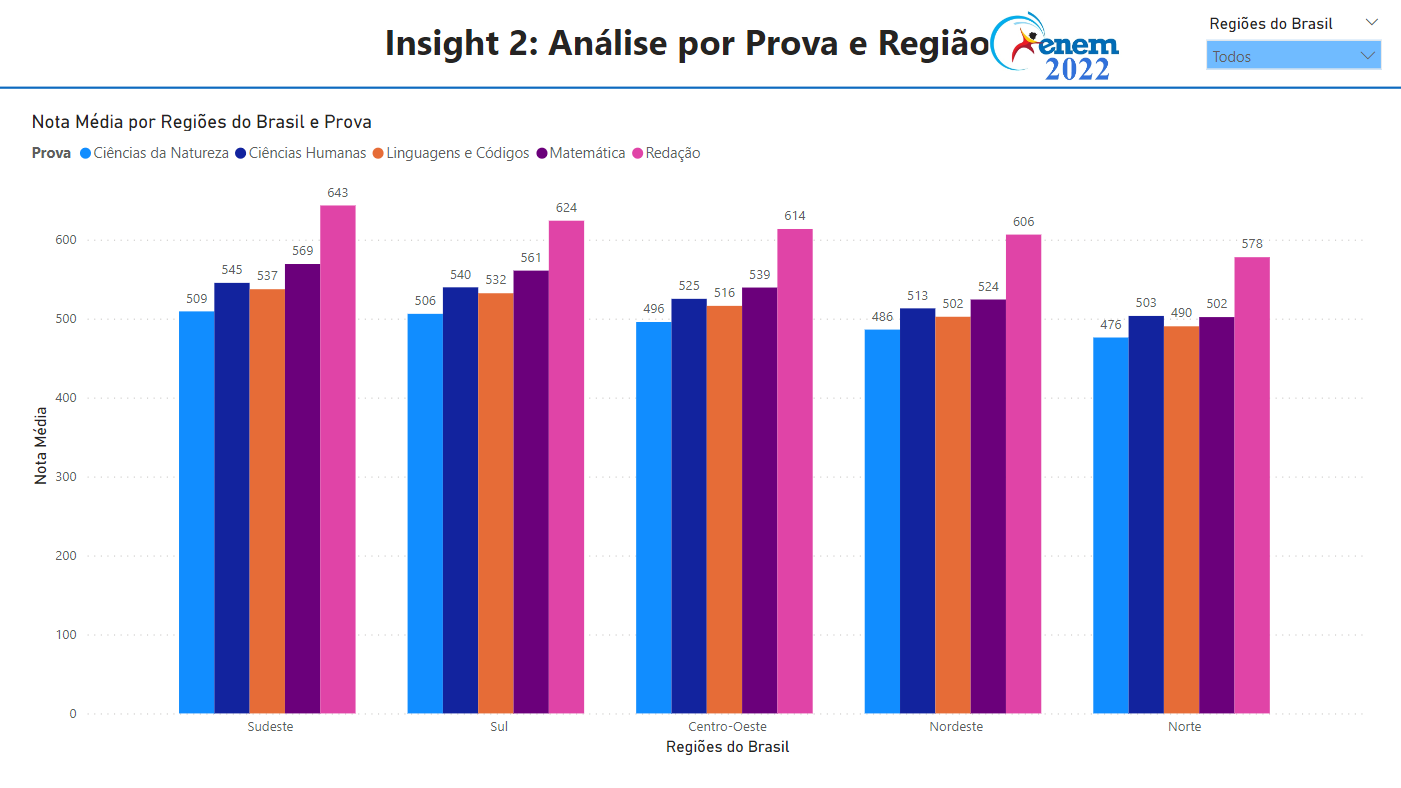 Insight 2: Análise por Prova e Região
enem
2022
Regiões do Brasil
Todos
Nota Média por Regiões do Brasil e Prova
Prova Ciências da Natureza Ciências Humanas Linguagens e Códigos Matemática Redação
Nota Média
600
500
400
300
200
100
0
509 545 537 569 643
506 540 532 561 624
496 525 516 539 614
486 513 502 524 606
476 503 490 502 578
Sudeste Sul Centro-Oeste Nordeste Norte
Regiões do Brasil